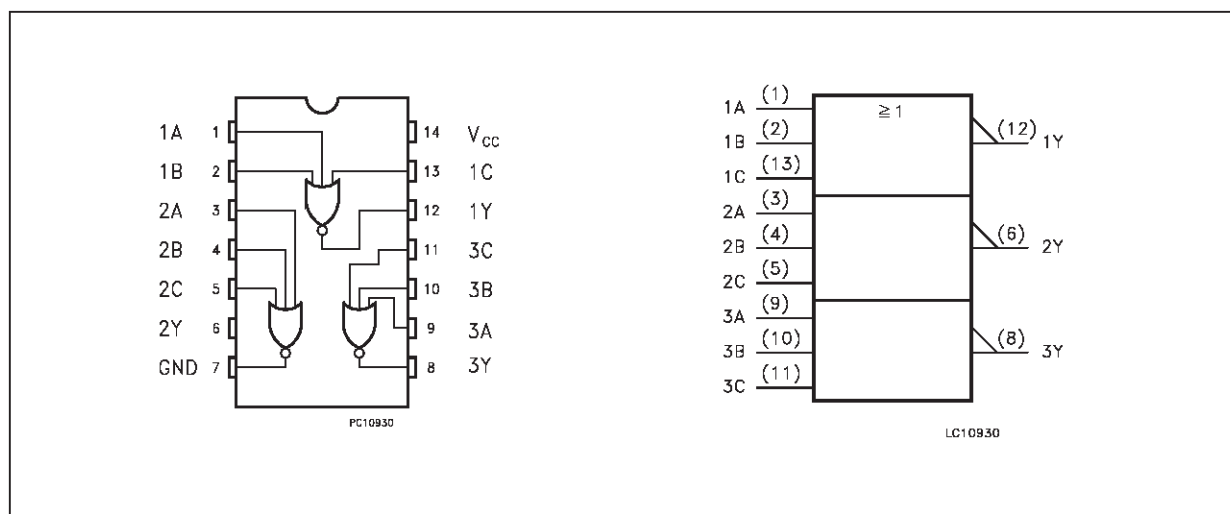 1A 1 14 VCC
1B 2 13 1C
2A 3 12 1Y
2B 4 11 3C
2C 5 10 3B
2Y 6 9 3A
GND 7 8 3Y
PC10930
≧1
1A (1)
1B (2)
1C (13)
2A (3)
2B (4)
2C (5)
3A (9)
3B (10)
3C (11)
(12) 1Y
(6) 2Y
(8) 3Y
LC10930